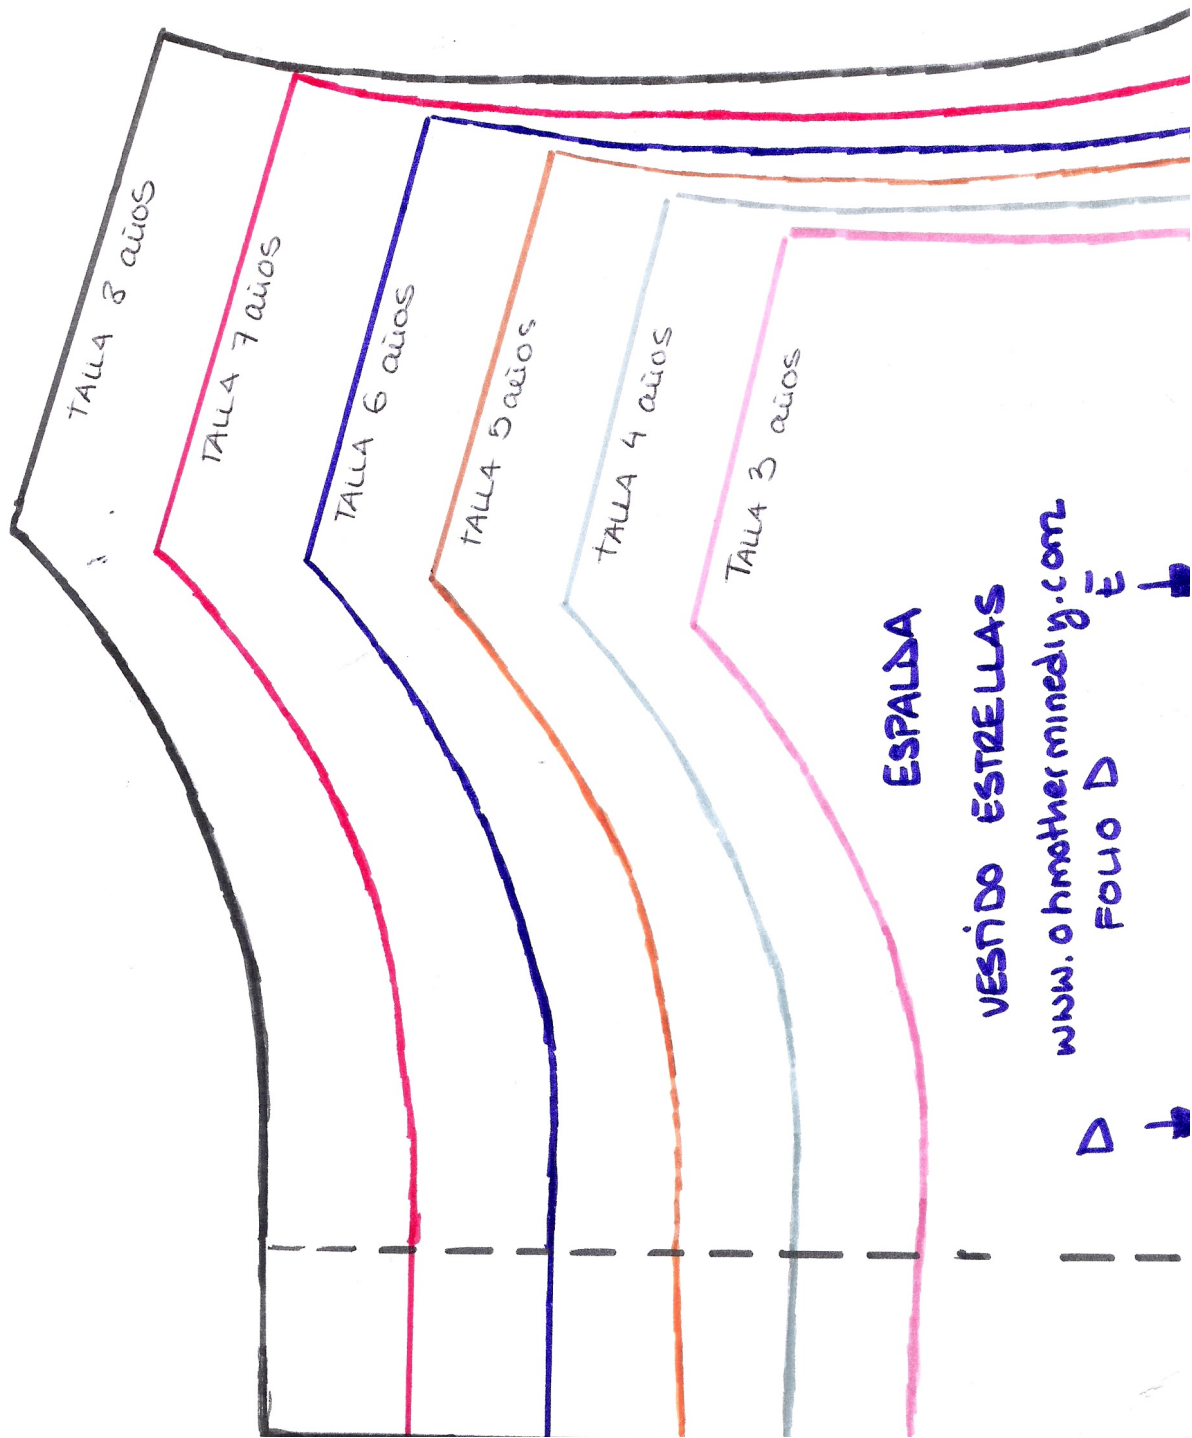 TALLA 8 años
TALLA 7 años
TALLA 6 años
TALLA 5 años
TALLA 4 años
TALLA 3 años
ESPALDA
VESTIDO ESTRELLAS
www.ohmotherminediy.com
FOLIO D
D
E